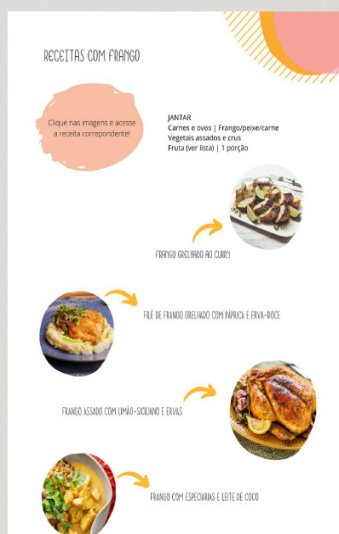 RECEITAS COM FRANGO
Clique nas imagens e acesse
a receita correpondente!
JANTAR
Carnes e ovos | Frango/peixe/carne
Vegetais assados e crus
Fruta (ver lista) | 1 porção
FRANGO GRELHADO AO CURRY
FILÉ DE FRANGO GRELHADO COM PÁPRICA E ERVA-DOCE
FRANGO ASSADO COM LIMÃO-SICILIANO E ERVAS
FRANGO COM ESPECIARIAS E LEITE DE COCO